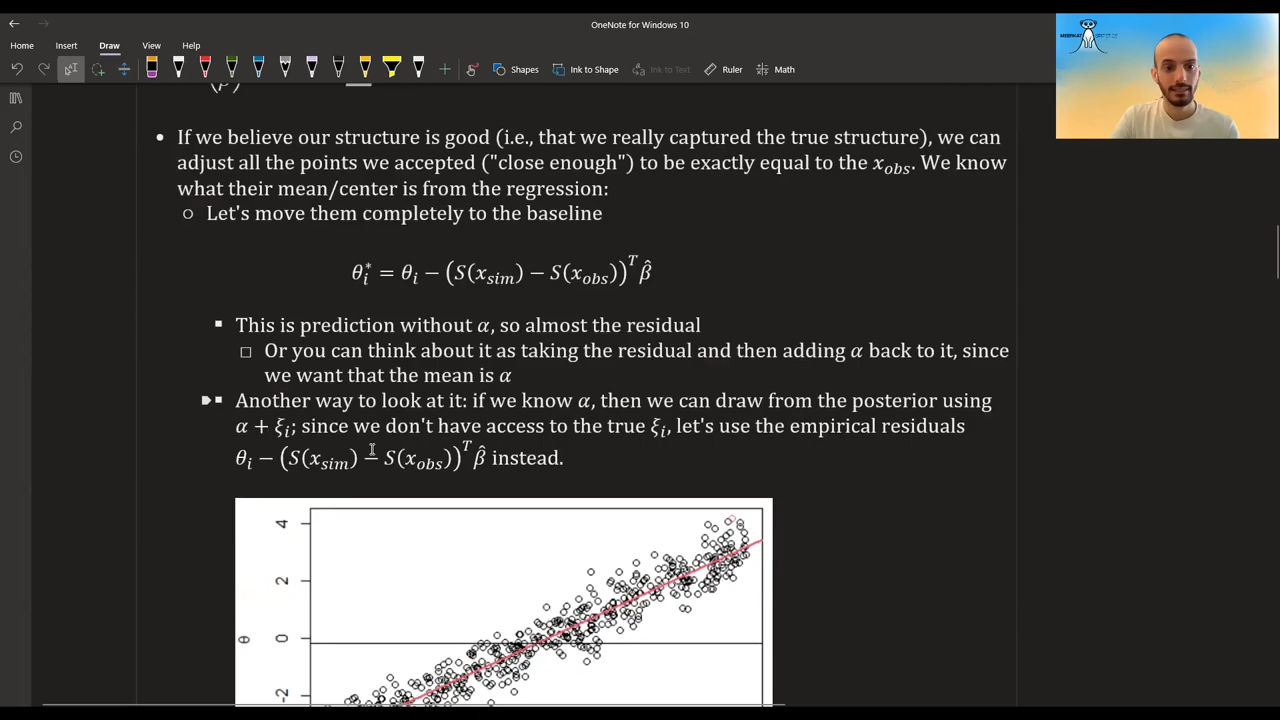 OneNote for Windows 10
Home Insert Draw View Help
Shapes Ink to Shape Ink to Text Ruler Math
MEERKAT
(p)
• If we believe our structure is good (i.e., that we really captured the true structure), we can
adjust all the points we accepted ("close enough") to be exactly equal to the x_obs. We know
what their mean/center is from the regression:
○ Let's move them completely to the baseline
θ_i^* = θ_i − (S(x_sim) − S(x_obs))^T β̂
▪ This is prediction without α, so almost the residual
□ Or you can think about it as taking the residual and then adding α back to it, since
we want that the mean is α
▪ Another way to look at it: if we know α, then we can draw from the posterior using
α + ξ_i; since we don't have access to the true ξ_i, let's use the empirical residuals
θ_i − (S(x_sim) − S(x_obs))^T β̂ instead.
4
2
θ 0
-2